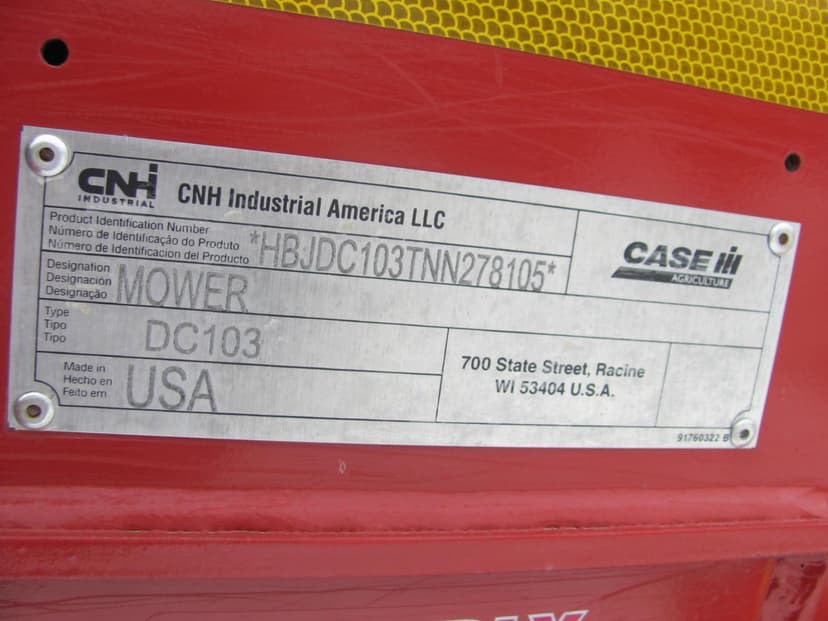 CNH
INDUSTRIAL
CNH Industrial America LLC
Product Identification Number
Número de Identificação do Produto
Número de Identificacion del Producto
*HBJDC103TNN278105*
CASE IH
AGRICULTURE
Designation
Designación
Designação
MOWER
Type
Tipo
Tipo
DC103
Made in
Hecho en
Feito em
USA
700 State Street, Racine
WI 53404 U.S.A.
91760322 B